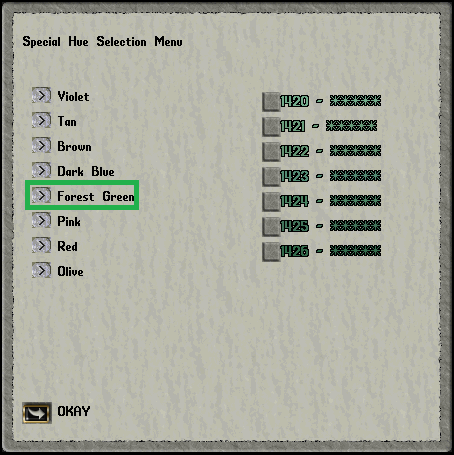 Special Hue Selection Menu
Violet
Tan
Brown
Dark Blue
Forest Green
Pink
Red
Olive
1420 - ******
1421 - ******
1422 - ******
1423 - ******
1424 - ******
1425 - ******
1426 - ******
OKAY